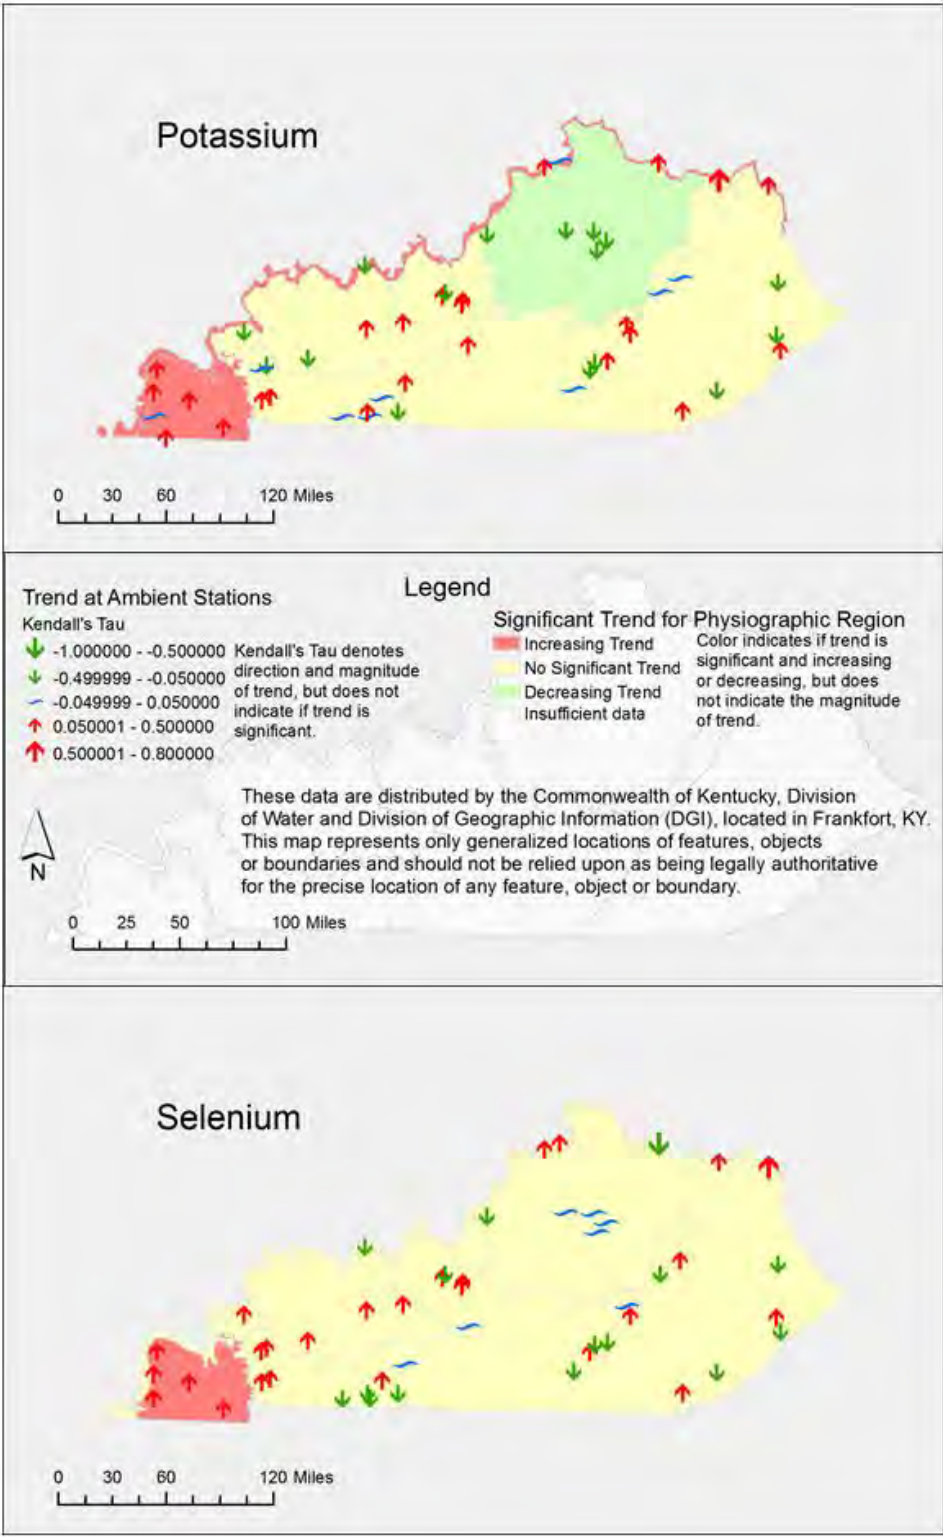 Potassium
0 30 60 120 Miles
Legend
Trend at Ambient Stations
Kendall's Tau
-1.000000 - -0.500000
-0.499999 - -0.050000
-0.049999 - 0.050000
0.050001 - 0.500000
0.500001 - 0.800000
Kendall's Tau denotes
direction and magnitude
of trend, but does not
indicate if trend is
significant.
Significant Trend for Physiographic Region
Increasing Trend
No Significant Trend
Decreasing Trend
Insufficient data
Color indicates if trend is
significant and increasing
or decreasing, but does
not indicate the magnitude
of trend.
These data are distributed by the Commonwealth of Kentucky, Division
of Water and Division of Geographic Information (DGI), located in Frankfort, KY.
This map represents only generalized locations of features, objects
or boundaries and should not be relied upon as being legally authoritative
for the precise location of any feature, object or boundary.
N
0 25 50 100 Miles
Selenium
0 30 60 120 Miles